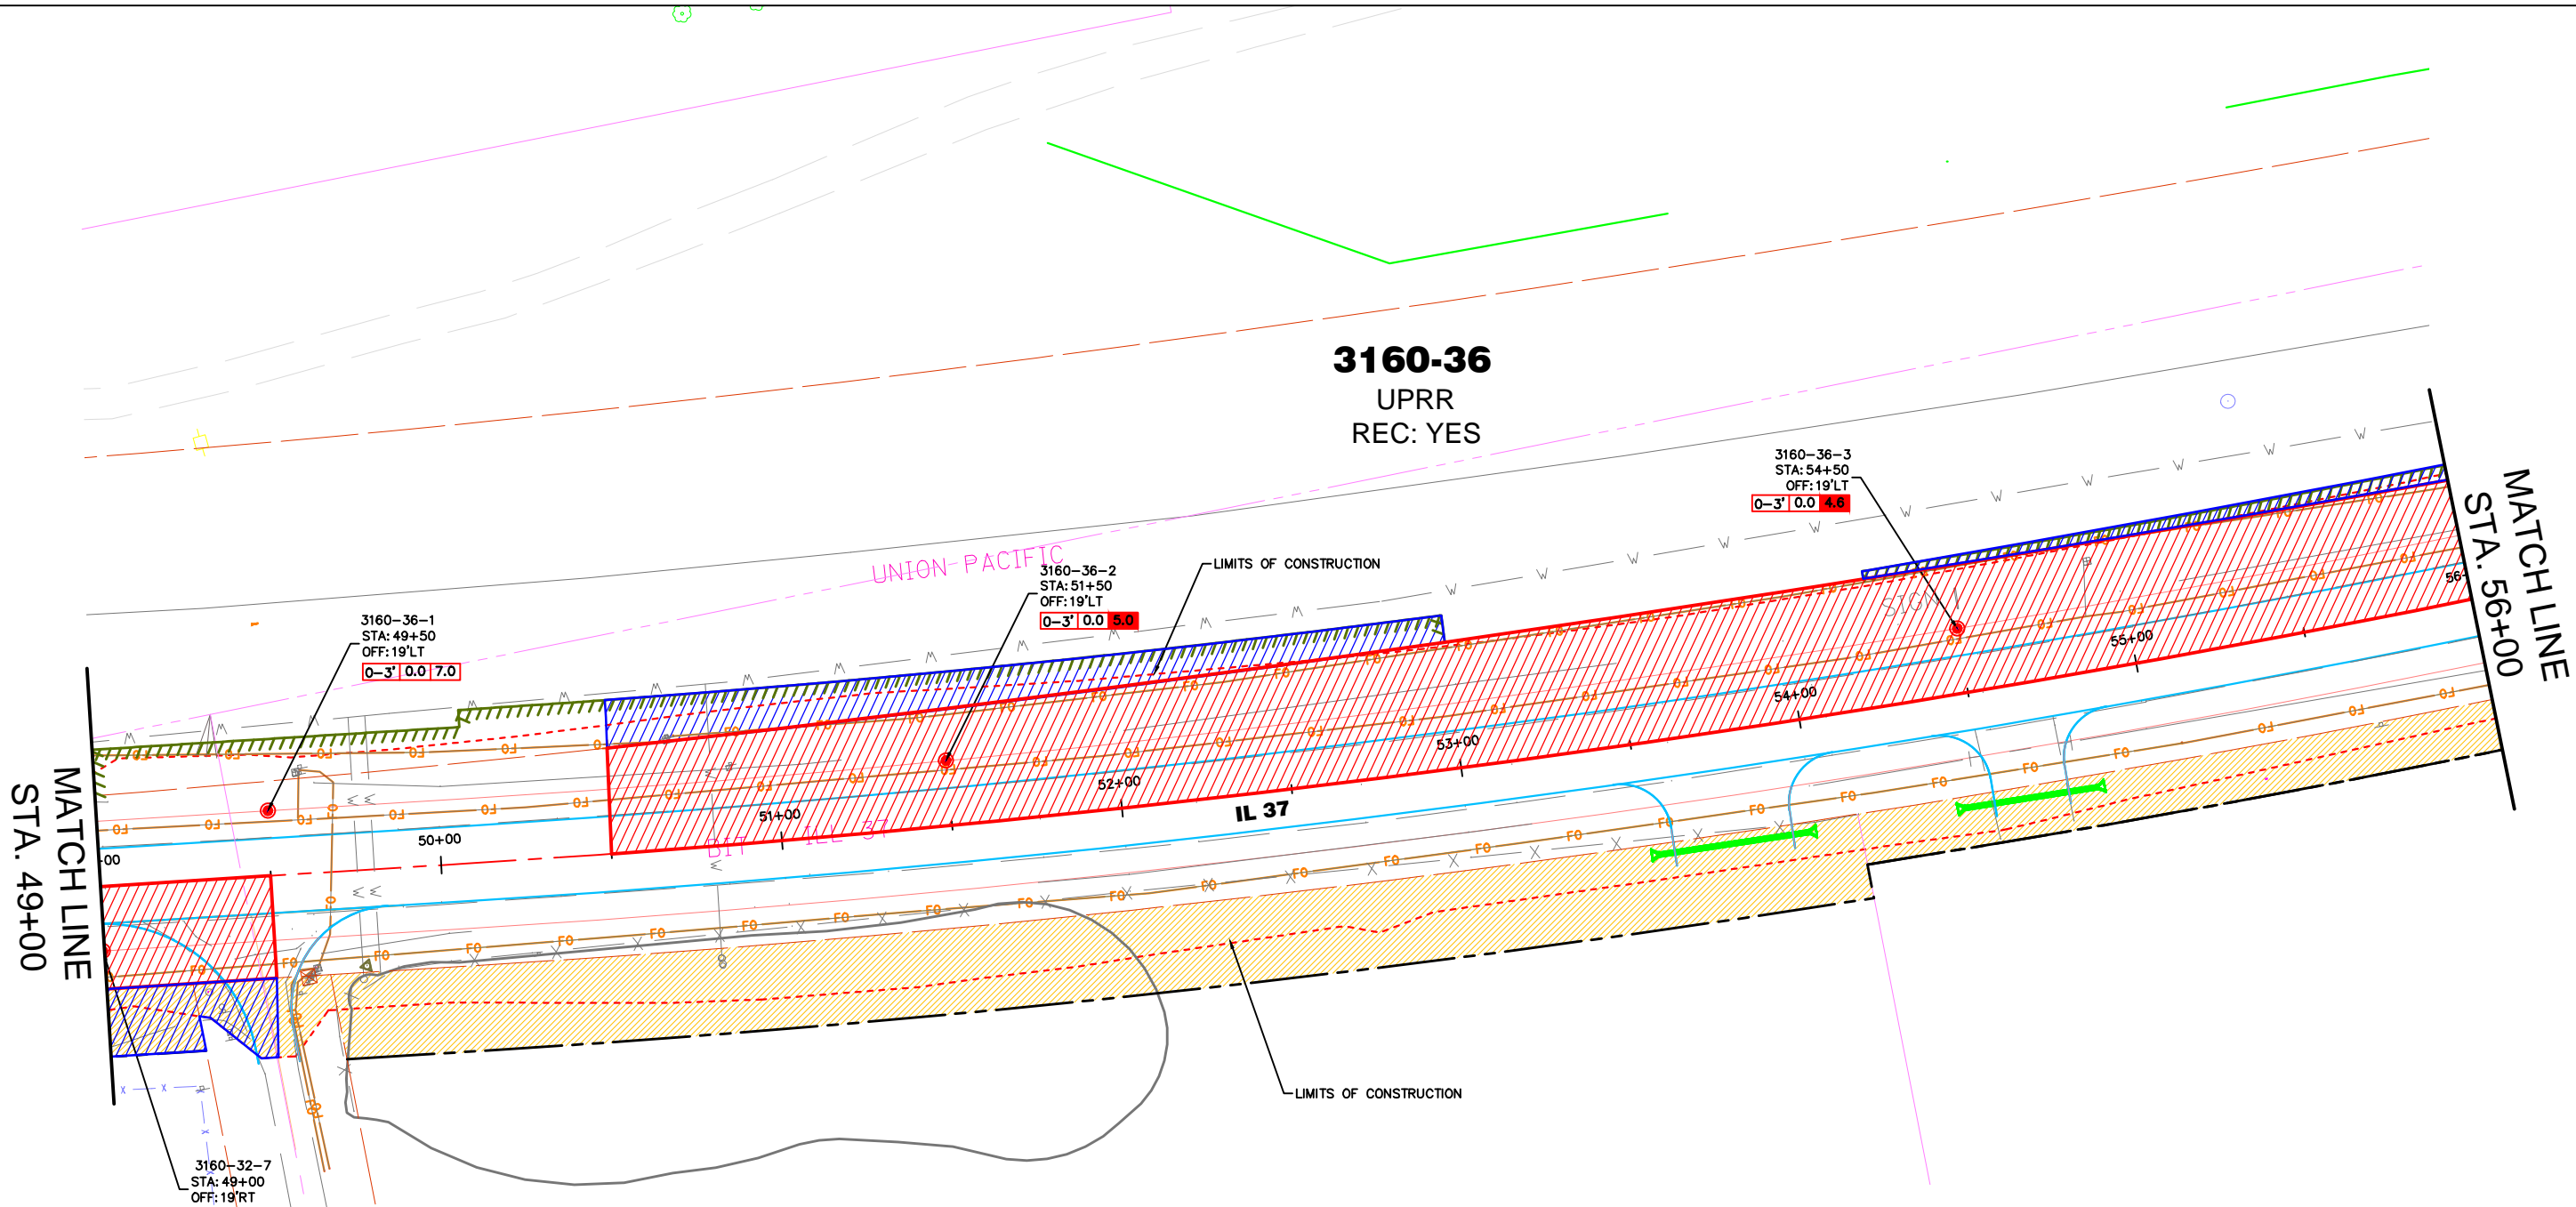 3160-36
UPRR
REC: YES
3160-36-3
STA: 54+50
OFF: 19'LT
0-3' 0.0 4.6
UNION PACIFIC
3160-36-2
STA: 51+50
OFF: 19'LT
0-3' 0.0 5.0
LIMITS OF CONSTRUCTION
3160-36-1
STA: 49+50
OFF: 19'LT
0-3' 0.0 7.0
MATCH LINE
STA. 49+00
MATCH LINE
STA. 56+00
SIGN
50+00
51+00
52+00
53+00
54+00
55+00
IL 37
BIT ILL 37
LIMITS OF CONSTRUCTION
3160-32-7
STA: 49+00
OFF: 19'RT